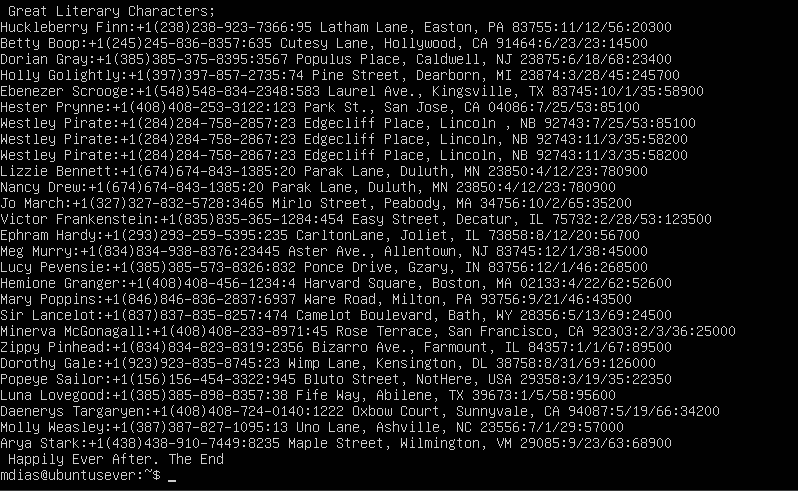 Great Literary Characters;
Huckleberry Finn:+1(238)238-923-7366:95 Latham Lane, Easton, PA 83755:11/12/56:20300
Betty Boop:+1(245)245-836-8357:635 Cutesy Lane, Hollywood, CA 91464:6/23/23:14500
Dorian Gray:+1(385)385-375-8395:3567 Populus Place, Caldwell, NJ 23875:6/18/68:23400
Holly Golightly:+1(397)397-857-2735:74 Pine Street, Dearborn, MI 23874:3/28/45:245700
Ebenezer Scrooge:+1(548)548-834-2348:583 Laurel Ave., Kingsville, TX 83745:10/1/35:58900
Hester Prynne:+1(408)408-253-3122:123 Park St., San Jose, CA 04086:7/25/53:85100
Westley Pirate:+1(284)284-758-2857:23 Edgecliff Place, Lincoln , NB 92743:7/25/53:85100
Westley Pirate:+1(284)284-758-2867:23 Edgecliff Place, Lincoln, NB 92743:11/3/35:58200
Westley Pirate:+1(284)284-758-2867:23 Edgecliff Place, Lincoln, NB 92743:11/3/35:58200
Lizzie Bennett:+1(674)674-843-1385:20 Parak Lane, Duluth, MN 23850:4/12/23:780900
Nancy Drew:+1(674)674-843-1385:20 Parak Lane, Duluth, MN 23850:4/12/23:780900
Jo March:+1(327)327-832-5728:3465 Mirlo Street, Peabody, MA 34756:10/2/65:35200
Victor Frankenstein:+1(835)835-365-1284:454 Easy Street, Decatur, IL 75732:2/28/53:123500
Ephram Hardy:+1(293)293-259-5395:235 CarltonLane, Joliet, IL 73858:8/12/20:56700
Meg Murry:+1(834)834-938-8376:23445 Aster Ave., Allentown, NJ 83745:12/1/38:45000
Lucy Pevensie:+1(385)385-573-8326:832 Ponce Drive, Gzary, IN 83756:12/1/46:268500
Hemione Granger:+1(408)408-456-1234:4 Harvard Square, Boston, MA 02133:4/22/62:52600
Mary Poppins:+1(846)846-836-2837:6937 Ware Road, Milton, PA 93756:9/21/46:43500
Sir Lancelot:+1(837)837-835-8257:474 Camelot Boulevard, Bath, WY 28356:5/13/69:24500
Minerva McGonagall:+1(408)408-233-8971:45 Rose Terrace, San Francisco, CA 92303:2/3/36:25000
Zippy Pinhead:+1(834)834-823-8319:2356 Bizarro Ave., Farmount, IL 84357:1/1/67:89500
Dorothy Gale:+1(923)923-835-8745:23 Wimp Lane, Kensington, DL 38758:8/31/69:126000
Popeye Sailor:+1(156)156-454-3322:945 Bluto Street, NotHere, USA 29358:3/19/35:22350
Luna Lovegood:+1(385)385-898-8357:38 Fife Way, Abilene, TX 39673:1/5/58:95600
Daenerys Targaryen:+1(408)408-724-0140:1222 Oxbow Court, Sunnyvale, CA 94087:5/19/66:34200
Molly Weasley:+1(387)387-827-1095:13 Uno Lane, Ashville, NC 23556:7/1/29:57000
Arya Stark:+1(438)438-910-7449:8235 Maple Street, Wilmington, VM 29085:9/23/63:68900
Happily Ever After. The End
mdias@ubuntusever:~$ _